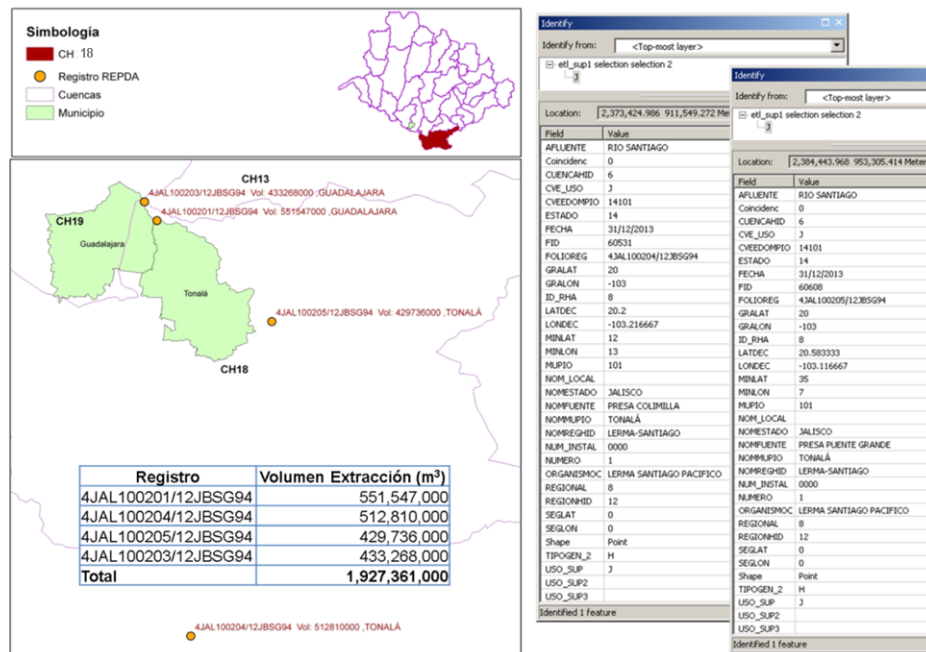 Simbología
CH 18
Registro REPDA
Cuencas
Municipio
CH13
4JAL100203/12JBSG94 Vol: 433268000 ,GUADALAJARA
4JAL100201/12JBSG94 Vol: 551547000 ,GUADALAJARA
CH19
Guadalajara
Tonalá
4JAL100205/12JBSG94 Vol: 429736000 ,TONALÁ
CH18
Registro Volumen Extracción (m³)
4JAL100201/12JBSG94 551,547,000
4JAL100204/12JBSG94 512,810,000
4JAL100205/12JBSG94 429,736,000
4JAL100203/12JBSG94 433,268,000
Total 1,927,361,000
4JAL100204/12JBSG94 Vol: 512810000 ,TONALÁ
Identify
Identify from: <Top-most layer>
etl_sup1 selection selection 2
J
Location: 2,373,424.986 911,549.272 Met
Field Value
AFLUENTE RIO SANTIAGO
Coincidenc 0
CUENCAHID 6
CVE_USO J
CVEEDOMPIO 14101
ESTADO 14
FECHA 31/12/2013
FID 60531
FOLIOREG 4JAL100204/12JBSG94
GRALAT 20
GRALON -103
ID_RHA 8
LATDEC 20.2
LONDEC -103.216667
MINLAT 12
MINLON 13
MUPIO 101
NOM_LOCAL
NOMESTADO JALISCO
NOMFUENTE PRESA COLIMILLA
NOMMUPIO TONALÁ
NOMREGHID LERMA-SANTIAGO
NUM_INSTAL 0000
NUMERO 1
ORGANISMOC LERMA SANTIAGO PACIFICO
REGIONAL 8
REGIONHID 12
SEGLAT 0
SEGLON 0
Shape Point
TIPOGEN_2 H
USO_SUP J
USO_SUP2
USO_SUP3
Identified 1 feature
Identify
Identify from: <Top-most layer>
etl_sup1 selection selection 2
J
Location: 2,384,443.968 953,305.414 Meter
Field Value
AFLUENTE RIO SANTIAGO
Coincidenc 0
CUENCAHID 6
CVE_USO J
CVEEDOMPIO 14101
ESTADO 14
FECHA 31/12/2013
FID 60608
FOLIOREG 4JAL100205/12JBSG94
GRALAT 20
GRALON -103
ID_RHA 8
LATDEC 20.583333
LONDEC -103.116667
MINLAT 35
MINLON 7
MUPIO 101
NOM_LOCAL
NOMESTADO JALISCO
NOMFUENTE PRESA PUENTE GRANDE
NOMMUPIO TONALÁ
NOMREGHID LERMA-SANTIAGO
NUM_INSTAL 0000
NUMERO 1
ORGANISMOC LERMA SANTIAGO PACIFICO
REGIONAL 8
REGIONHID 12
SEGLAT 0
SEGLON 0
Shape Point
TIPOGEN_2 H
USO_SUP J
USO_SUP2
USO_SUP3
Identified 1 feature